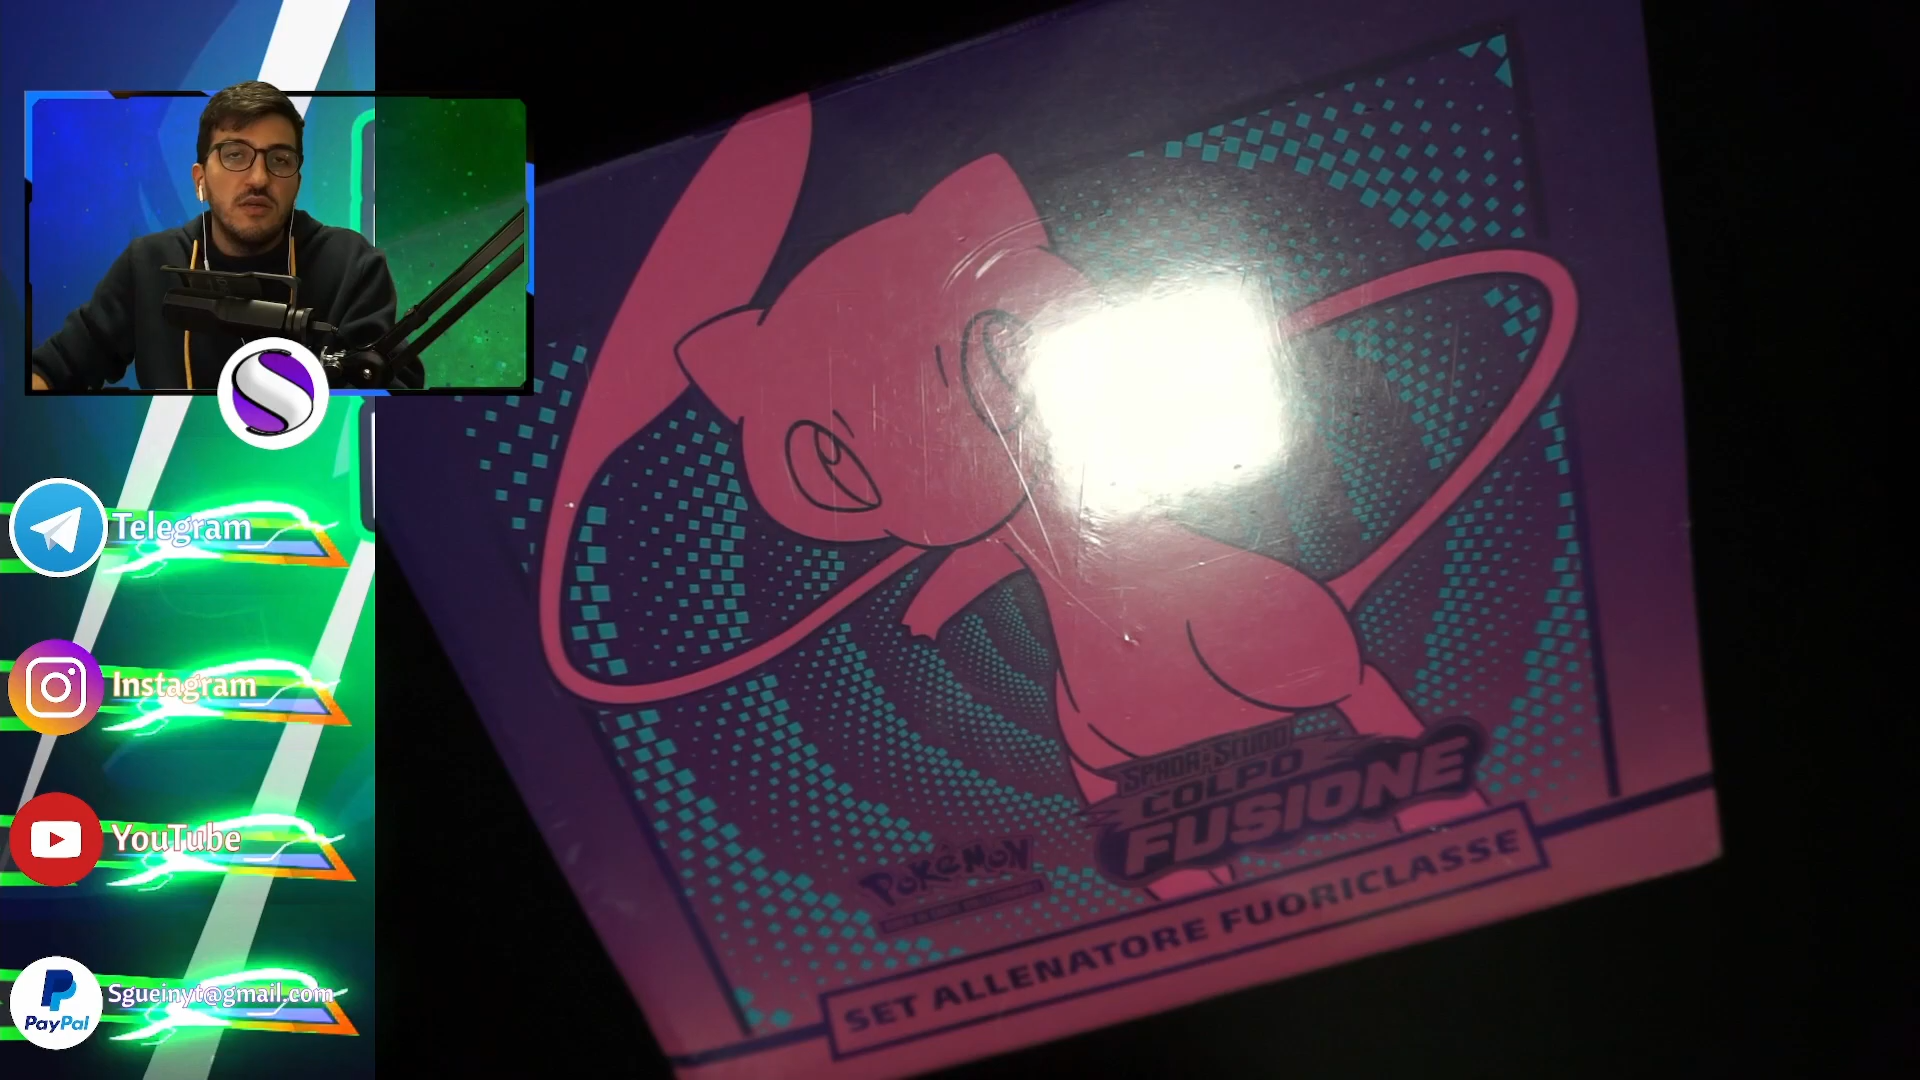 Telegram
Instagram
YouTube
Sgueinyt@gmail.com
PayPal
SPADA E SCUDO
COLPO
FUSIONE
POKéMON
SET ALLENATORE FUORICLASSE